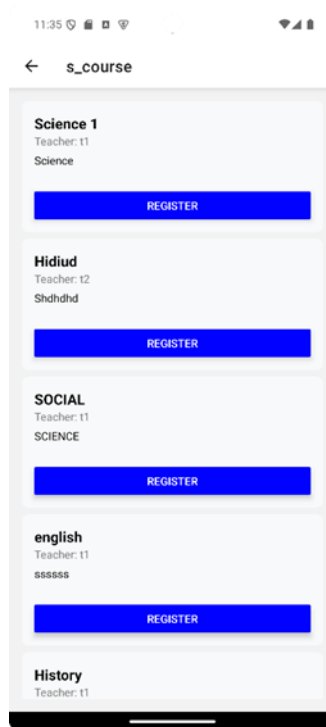 11:35
s_course
Science 1
Teacher: t1
Science
REGISTER
Hidiud
Teacher: t2
Shdhdhd
REGISTER
SOCIAL
Teacher: t1
SCIENCE
REGISTER
english
Teacher: t1
ssssss
REGISTER
History
Teacher: t1